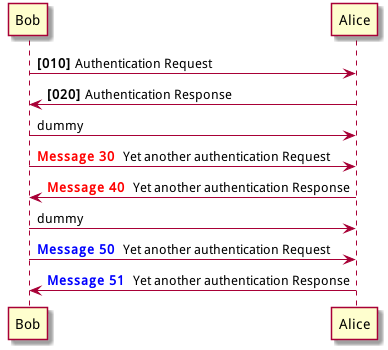 Bob Alice
[010] Authentication Request
[020] Authentication Response
dummy
Message 30 Yet another authentication Request
Message 40 Yet another authentication Response
dummy
Message 50 Yet another authentication Request
Message 51 Yet another authentication Response
Bob Alice